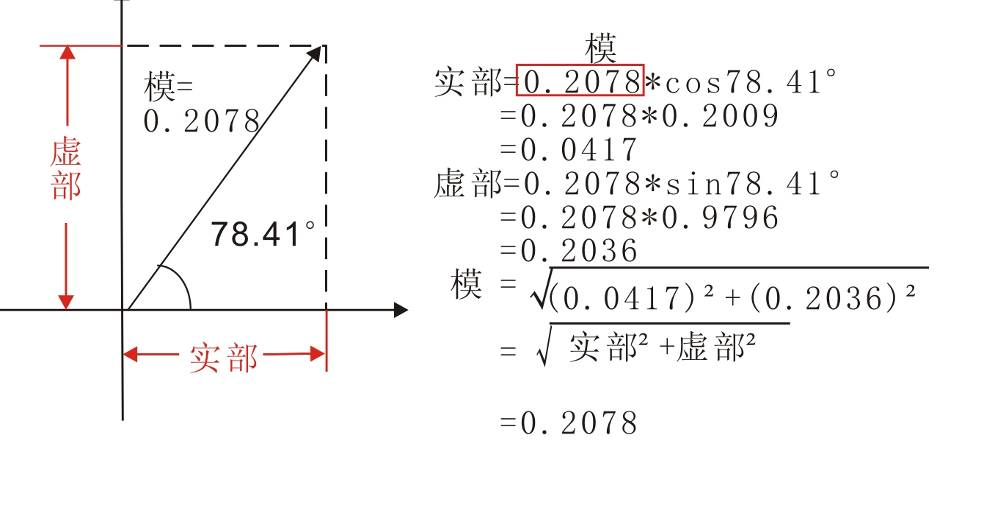 模=
0.2078
虚
部
78.41°
实部
模
实部=0.2078*cos78.41°
=0.2078*0.2009
=0.0417
虚部=0.2078*sin78.41°
=0.2078*0.9796
=0.2036
模 = √(0.0417)²+(0.2036)²
= √实部²+虚部²
=0.2078